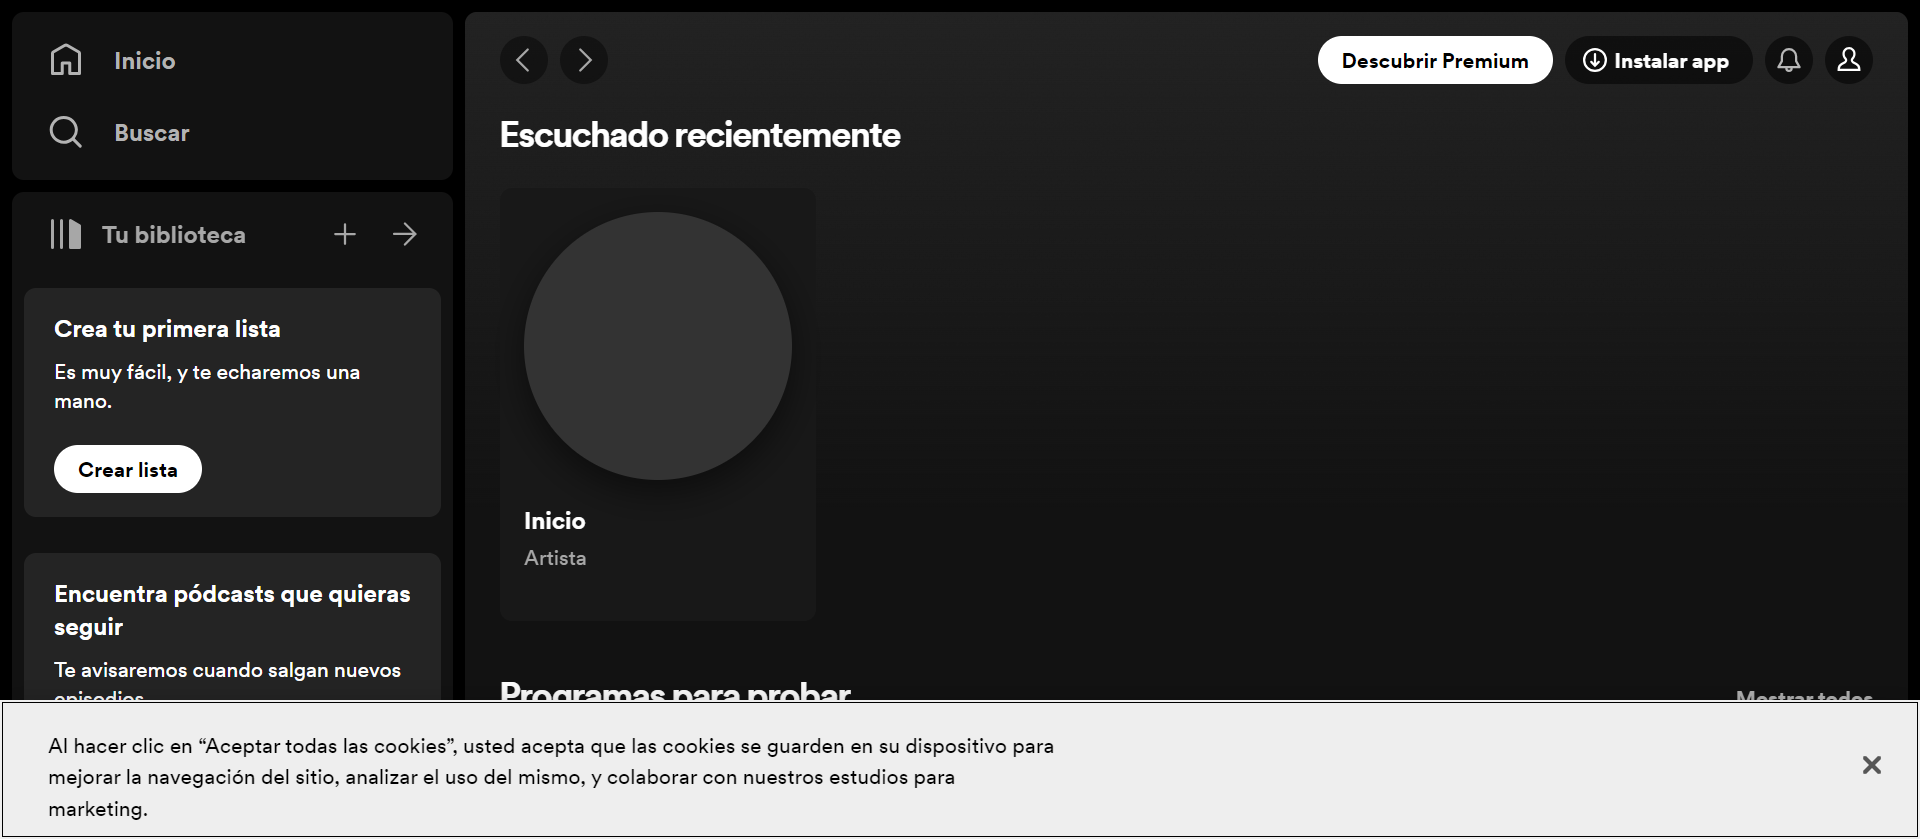 Inicio
Buscar
Tu biblioteca
Crea tu primera lista
Es muy fácil, y te echaremos una
mano.
Crear lista
Encuentra pódcasts que quieras
seguir
Te avisaremos cuando salgan nuevos
episodios.
Descubrir Premium
Instalar app
Escuchado recientemente
Inicio
Artista
Programas para probar
Mostrar todos
Al hacer clic en “Aceptar todas las cookies”, usted acepta que las cookies se guarden en su dispositivo para
mejorar la navegación del sitio, analizar el uso del mismo, y colaborar con nuestros estudios para
marketing.